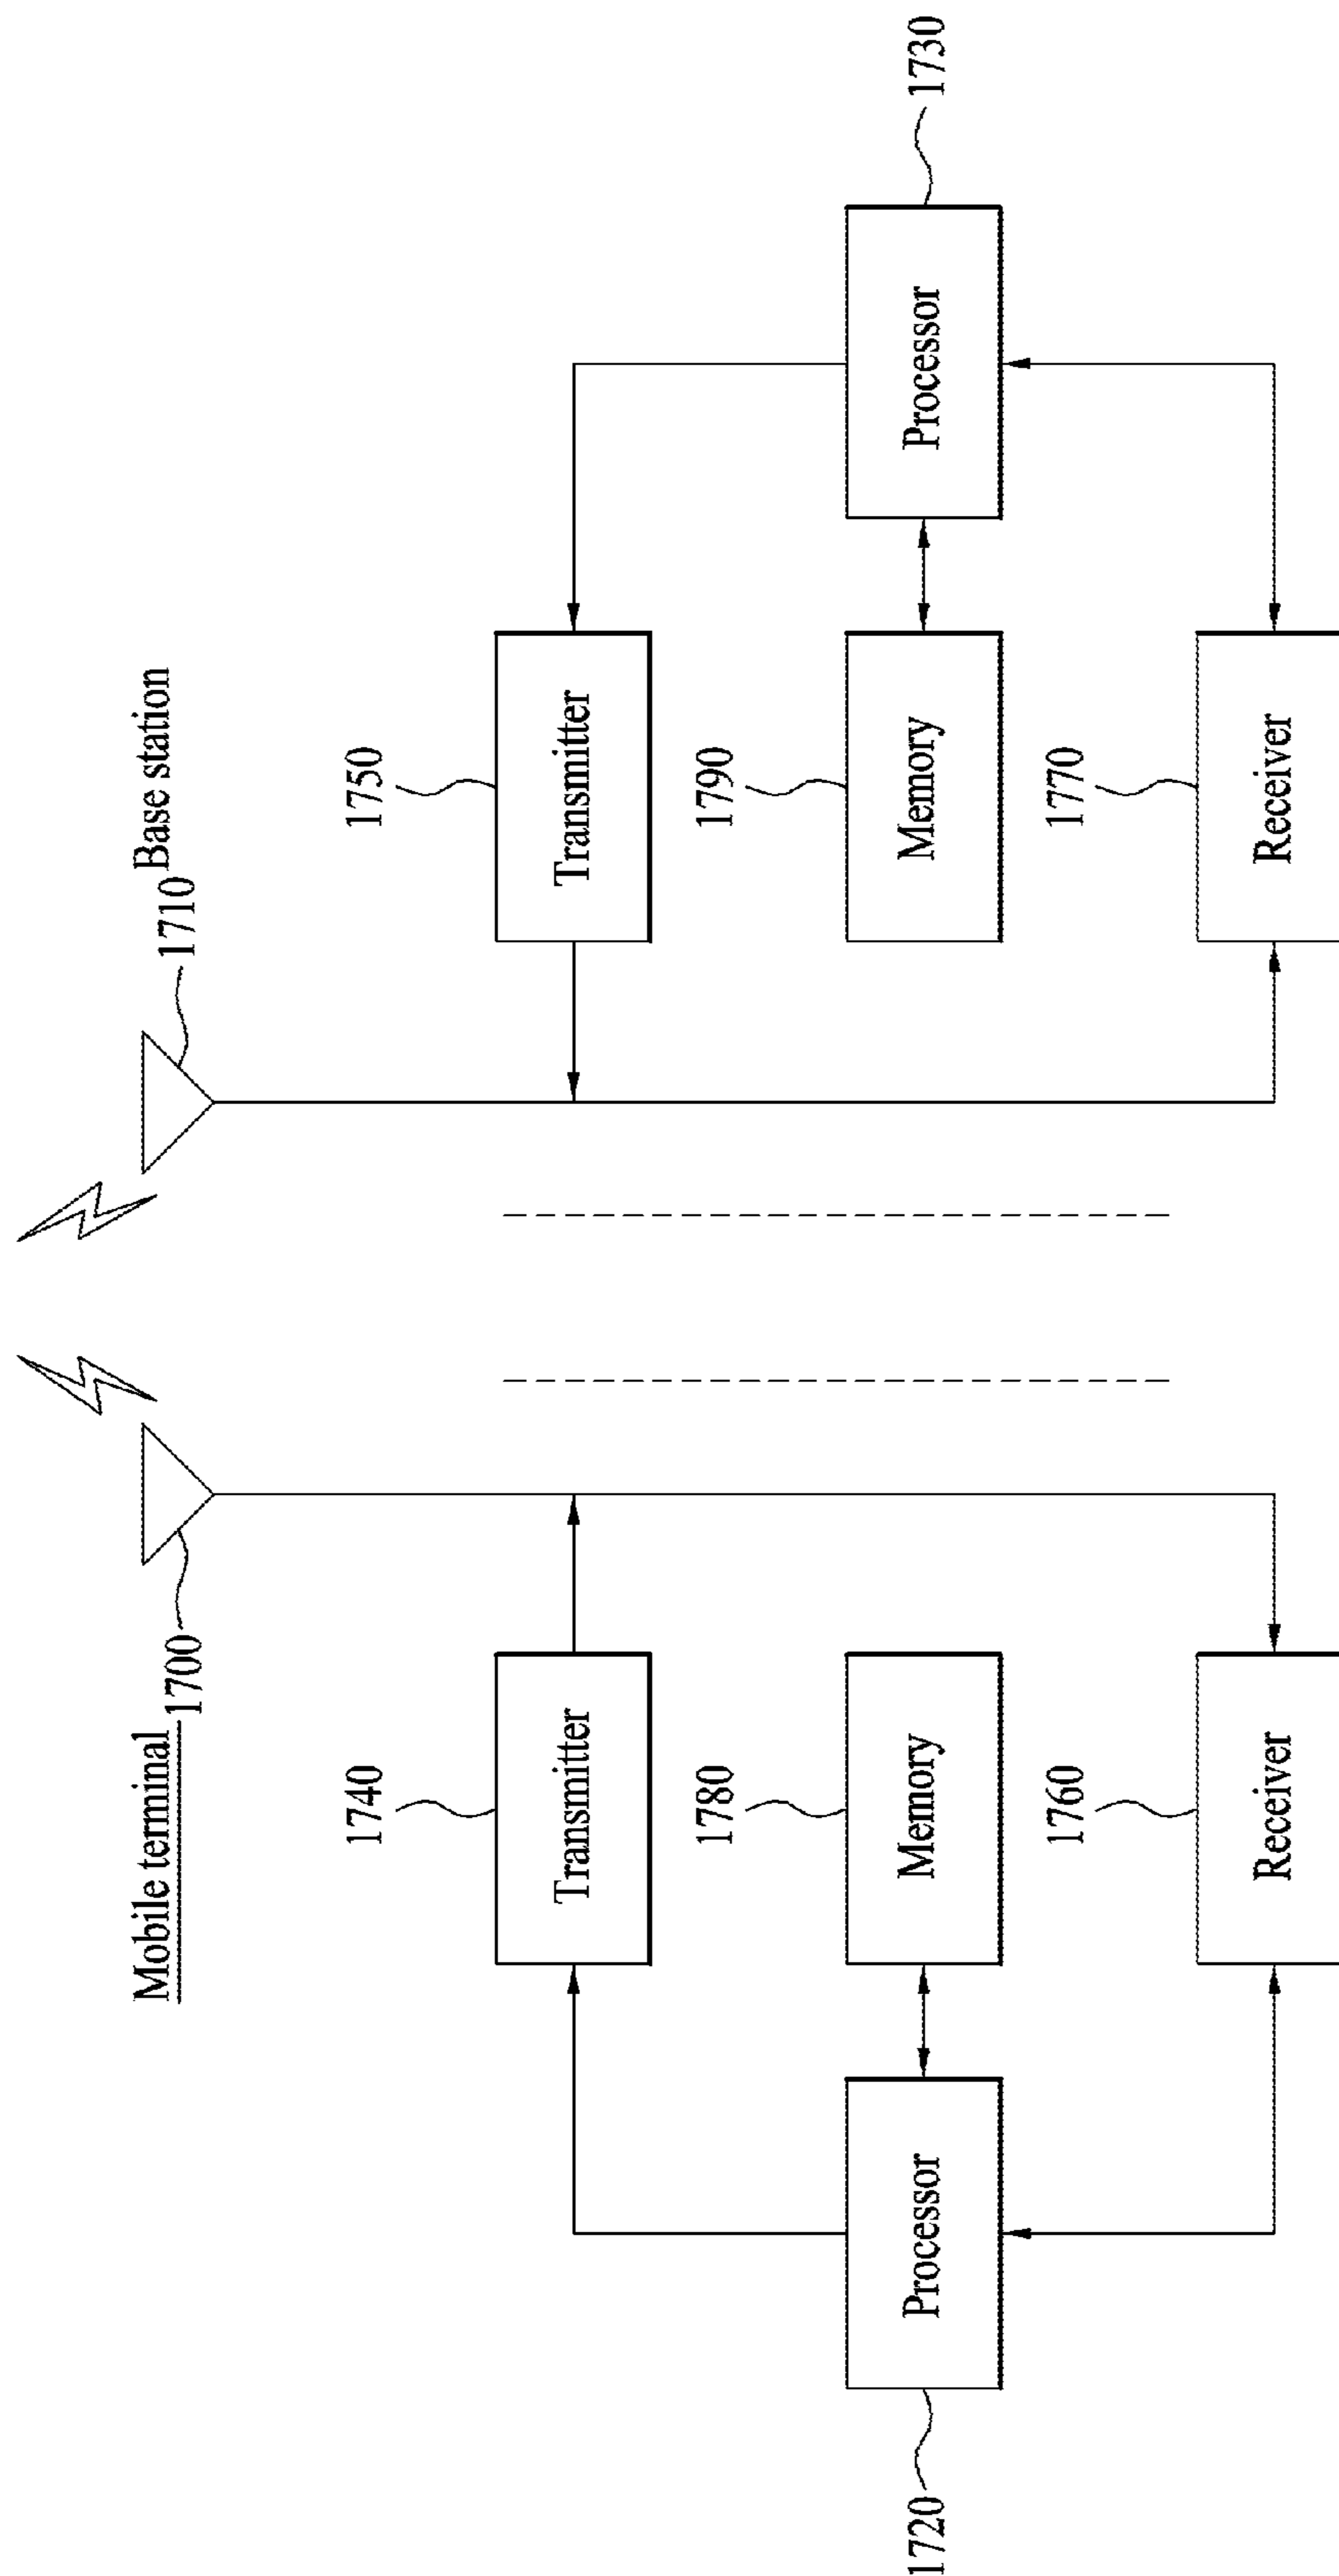 Mobile terminal
1700
1710
Base station
1740
Transmitter
1750
Transmitter
1720
Processor
1780
Memory
1790
Memory
Processor
1730
1760
Receiver
1770
Receiver